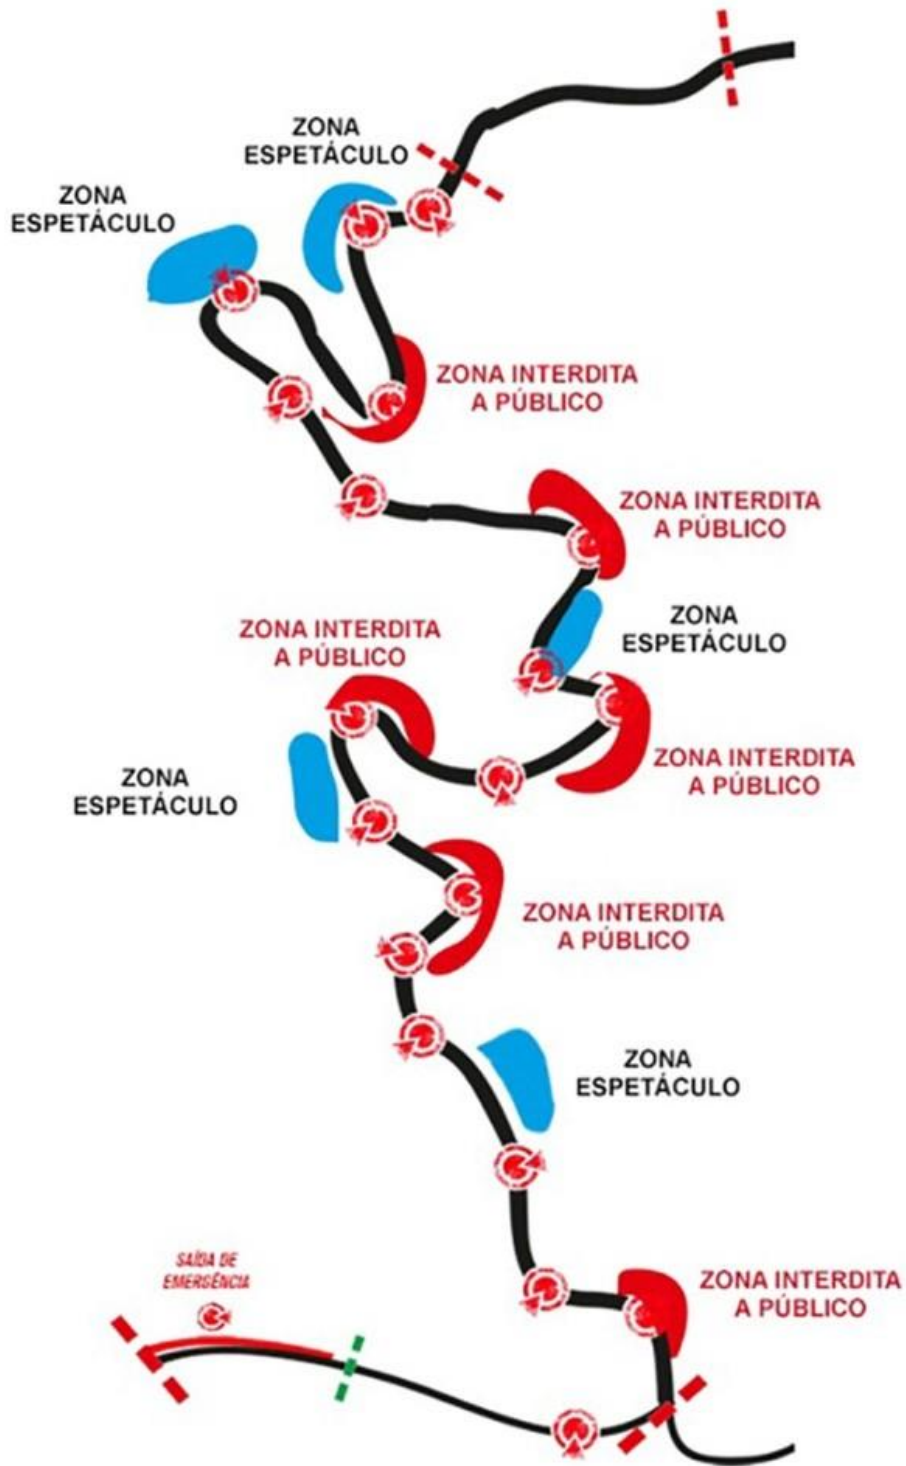 ZONA
ESPETÁCULO
ZONA
ESPETÁCULO
ZONA INTERDITA
A PÚBLICO
ZONA INTERDITA
A PÚBLICO
ZONA
ESPETÁCULO
ZONA INTERDITA
A PÚBLICO
ZONA INTERDITA
A PÚBLICO
ZONA
ESPETÁCULO
ZONA INTERDITA
A PÚBLICO
ZONA
ESPETÁCULO
SAÍDA DE
EMERGÊNCIA
ZONA INTERDITA
A PÚBLICO